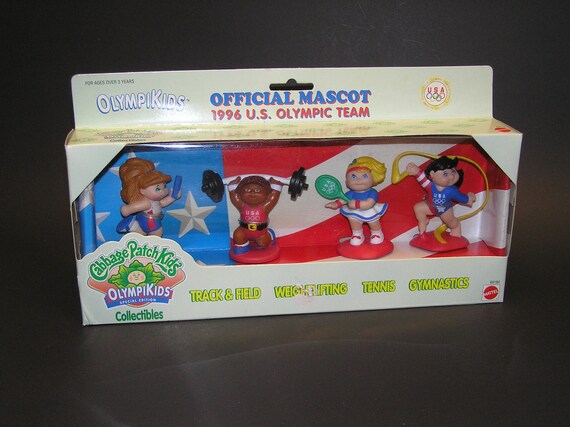 FOR AGES OVER 3 YEARS
OLYMPIKIDS
OFFICIAL MASCOT
1996 U.S. OLYMPIC TEAM
USA
USA
Cabbage Patch Kids
OLYMPIKIDS
SPECIAL EDITION
Collectibles
TRACK & FIELD WEIGHTLIFTING TENNIS GYMNASTICS
MATTEL